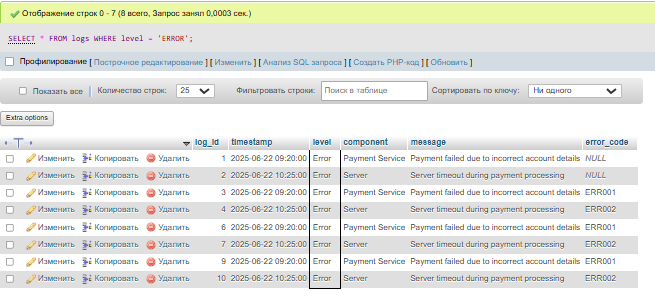 Отображение строк 0 - 7 (8 всего, Запрос занял 0,0003 сек.)
SELECT * FROM logs WHERE level = 'ERROR';
Профилирование [ Построчное редактирование ] [ Изменить ] [ Анализ SQL запроса ] [ Создать PHP-код ] [ Обновить ]
Показать все Количество строк: 25 Фильтровать строки: Поиск в таблице Сортировать по ключу: Ни одного
Extra options
log_id timestamp level component message error_code
Изменить Копировать Удалить 1 2025-06-22 09:20:00 Error Payment Service Payment failed due to incorrect account details NULL
Изменить Копировать Удалить 2 2025-06-22 10:25:00 Error Server Server timeout during payment processing NULL
Изменить Копировать Удалить 3 2025-06-22 09:20:00 Error Payment Service Payment failed due to incorrect account details ERR001
Изменить Копировать Удалить 4 2025-06-22 10:25:00 Error Server Server timeout during payment processing ERR002
Изменить Копировать Удалить 6 2025-06-22 09:20:00 Error Payment Service Payment failed due to incorrect account details ERR001
Изменить Копировать Удалить 7 2025-06-22 10:25:00 Error Server Server timeout during payment processing ERR002
Изменить Копировать Удалить 9 2025-06-22 09:20:00 Error Payment Service Payment failed due to incorrect account details ERR001
Изменить Копировать Удалить 10 2025-06-22 10:25:00 Error Server Server timeout during payment processing ERR002